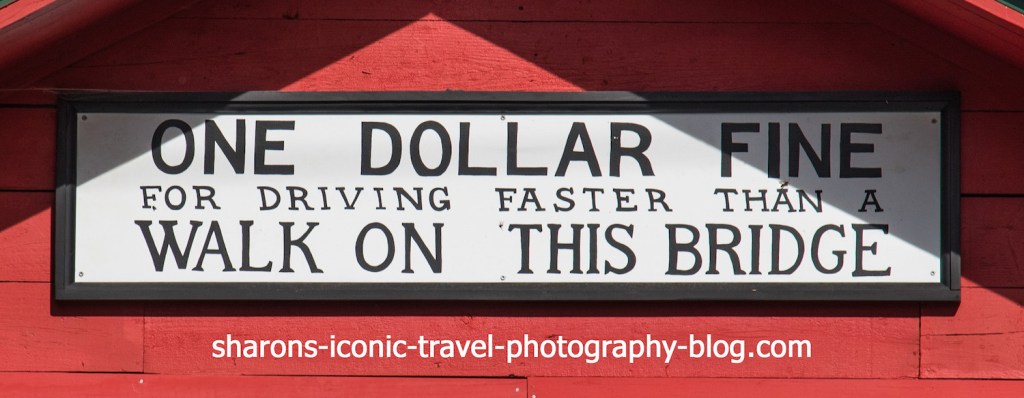 ONE DOLLAR FINE
FOR DRIVING FASTER THAN A
WALK ON THIS BRIDGE
sharons-iconic-travel-photography-blog.com